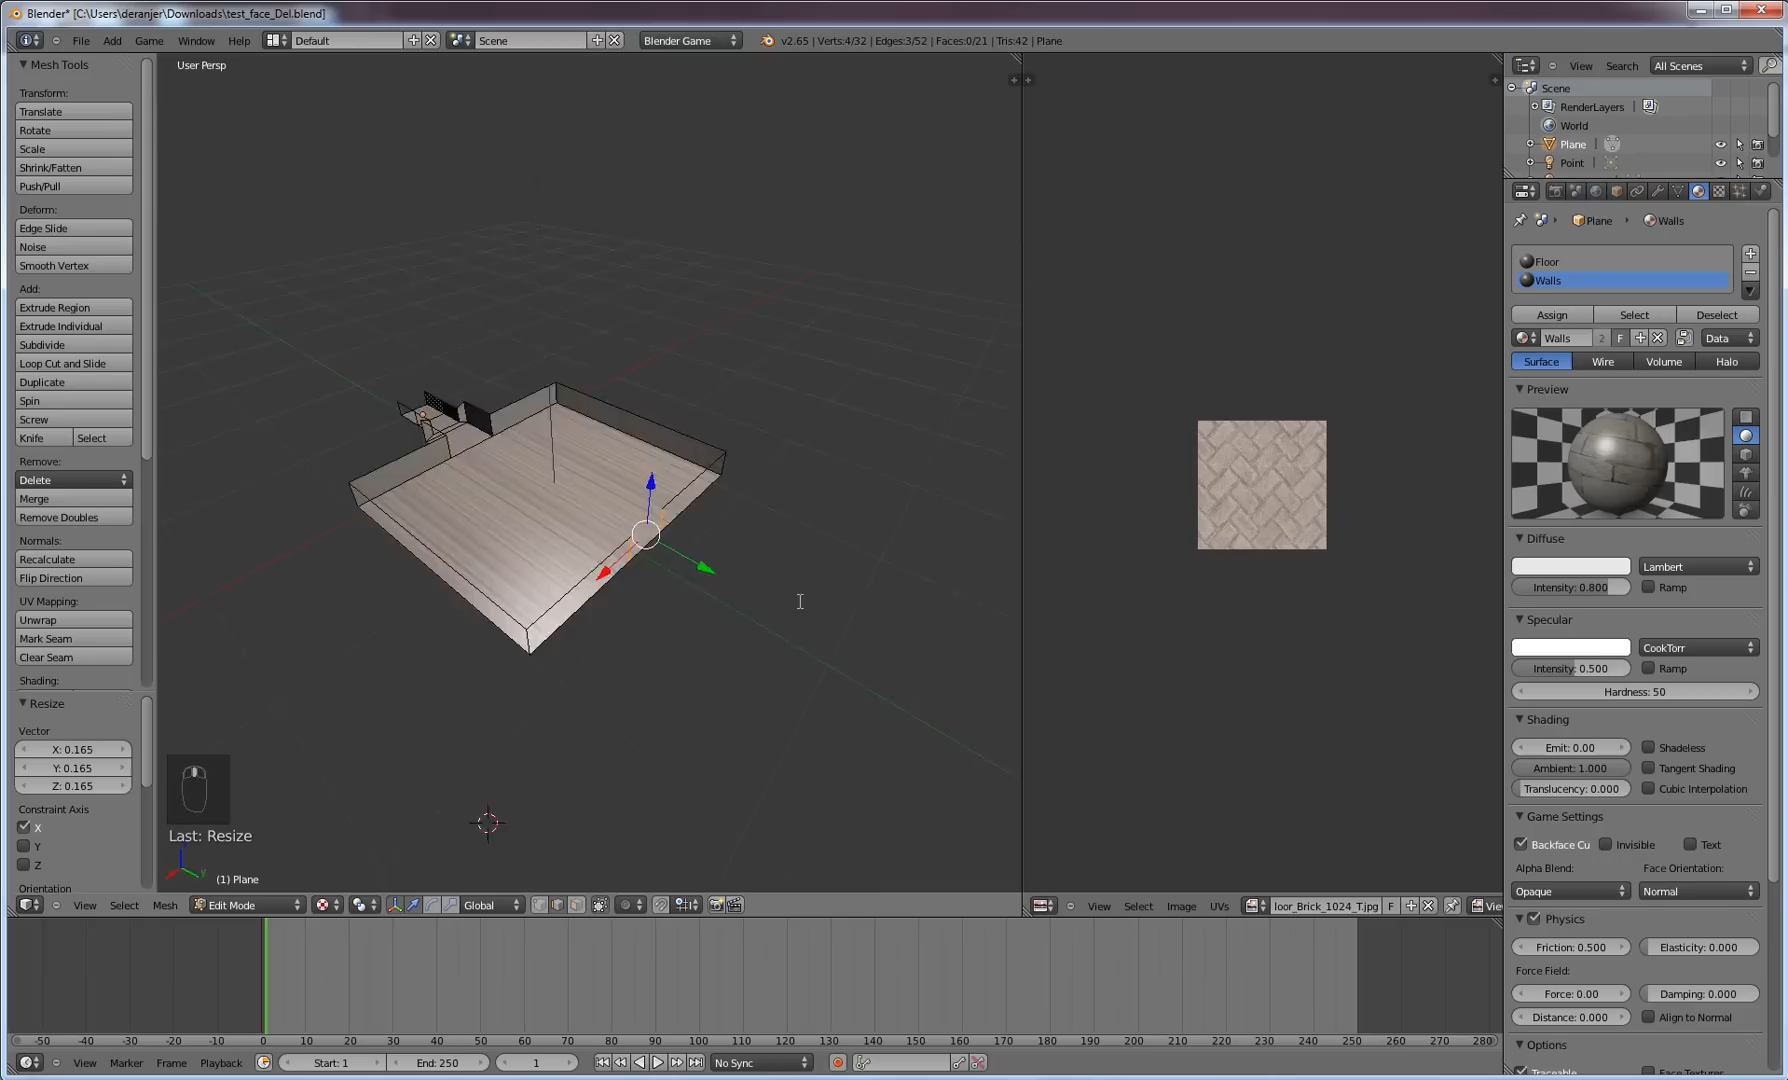 Blender* [C:\Users\deranjer\Downloads\test_face_Del.blend]
File Add Game Window Help Default Scene Blender Game v2.65 | Verts:4/32 | Edges:3/52 | Faces:0/21 | Tris:42 | Plane
Mesh Tools
Transform:
Translate
Rotate
Scale
Shrink/Fatten
Push/Pull
Deform:
Edge Slide
Noise
Smooth Vertex
Add:
Extrude Region
Extrude Individual
Subdivide
Loop Cut and Slide
Duplicate
Spin
Screw
Knife Select
Remove:
Delete
Merge
Remove Doubles
Normals:
Recalculate
Flip Direction
UV Mapping:
Unwrap
Mark Seam
Clear Seam
Shading:
Resize
Vector
X: 0.165
Y: 0.165
Z: 0.165
Constraint Axis
X
Y
Z
Orientation
User Persp
Last: Resize
(1) Plane
View Select Mesh Edit Mode Global
View Select Image UVs loor_Brick_1024_T.jpg F
View Search All Scenes
Scene
RenderLayers
World
Plane
Point
Plane Walls
Floor
Walls
Assign Select Deselect
Walls 2 F Data
Surface Wire Volume Halo
Preview
Diffuse
Lambert
Intensity: 0.800 Ramp
Specular
CookTorr
Intensity: 0.500 Ramp
Hardness: 50
Shading
Emit: 0.00 Shadeless
Ambient: 1.000 Tangent Shading
Translucency: 0.000 Cubic Interpolation
Game Settings
Backface Cu Invisible Text
Alpha Blend: Face Orientation:
Opaque Normal
Physics
Friction: 0.500 Elasticity: 0.000
Force Field:
Force: 0.00 Damping: 0.000
Distance: 0.000 Align to Normal
Options
-50 -40 -30 -20 -10 0 10 20 30 40 50 60 70 80 90 100 110 120 130 140 150 160 170 180 190 200 210 220 230 240 250 260 270 280
View Marker Frame Playback Start: 1 End: 250 1 No Sync